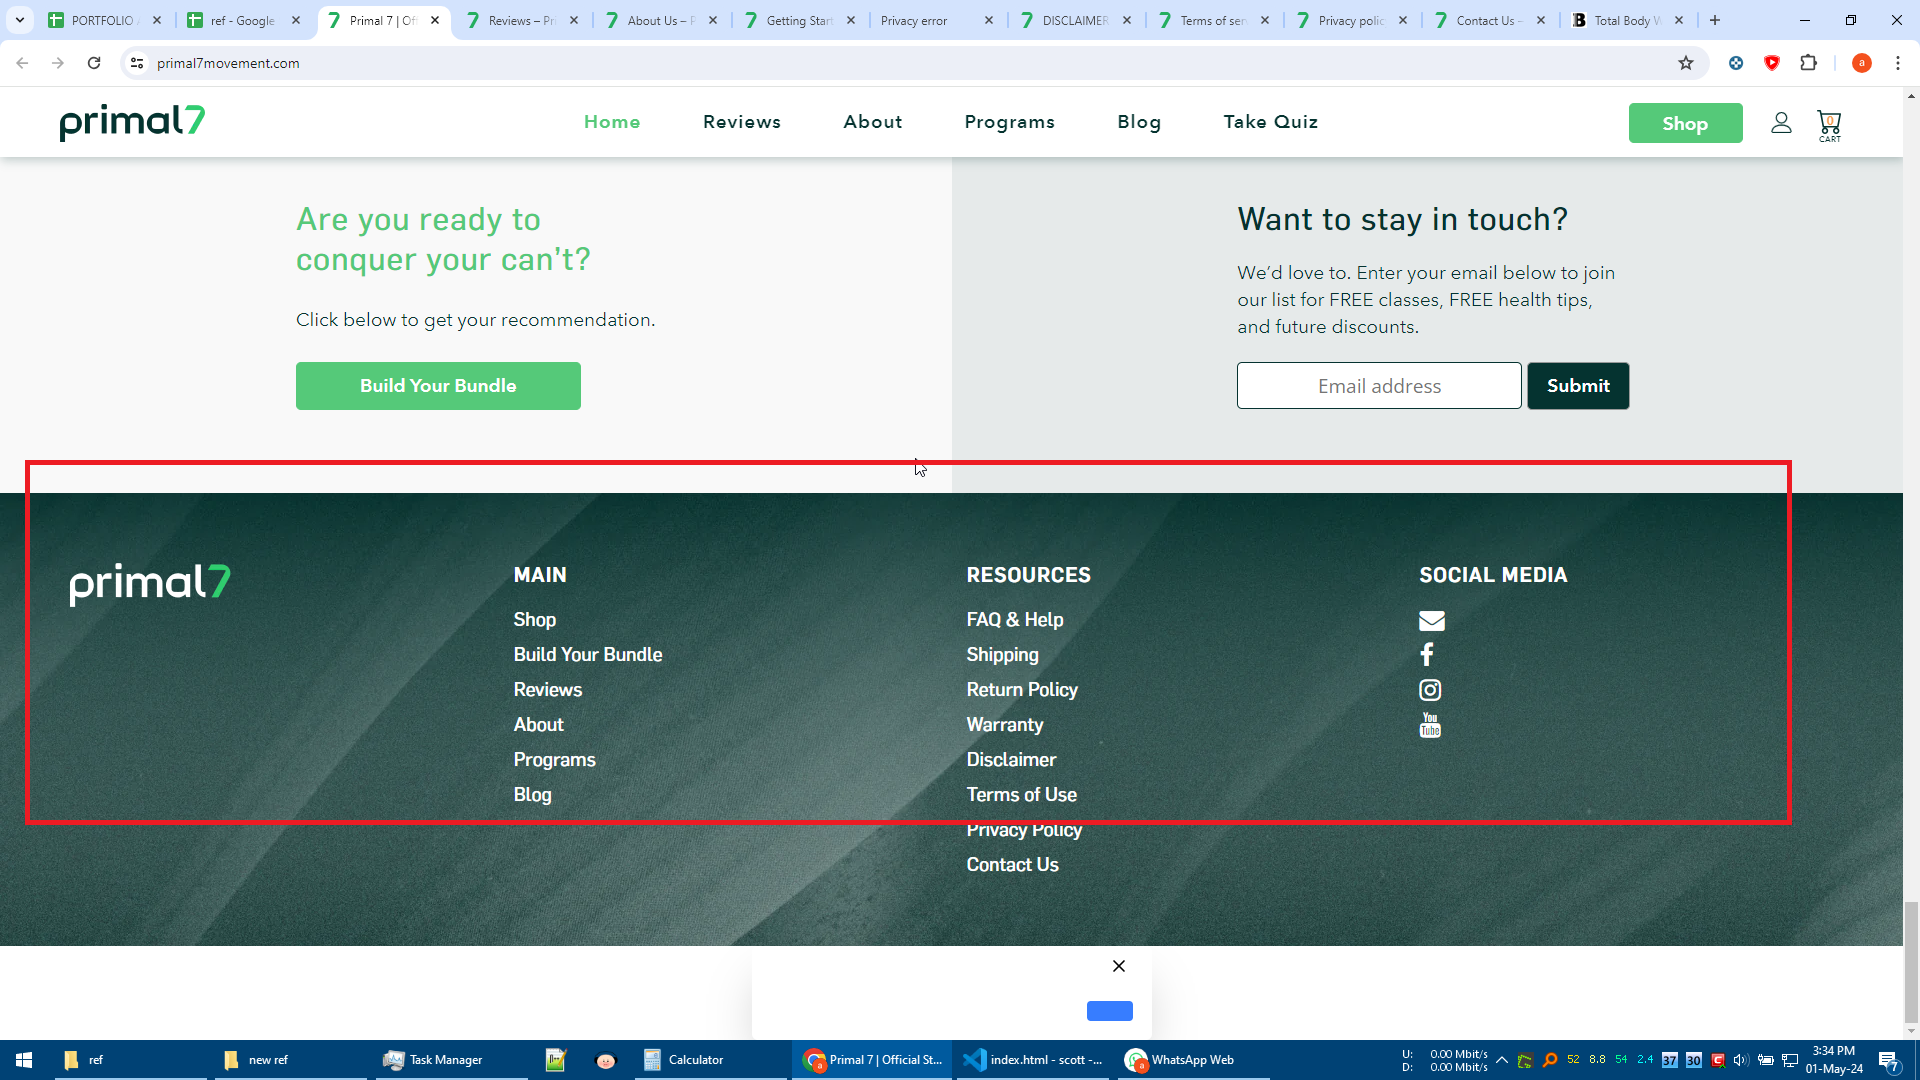 PORTFOLIO
ref - Google
Primal 7 | Of
Reviews – Pri
About Us – P
Getting Start
Privacy error
DISCLAIMER
Terms of ser
Privacy polic
Contact Us –
B
Total Body W
primal7movement.com
a
primal7
Home
Reviews
About
Programs
Blog
Take Quiz
Shop
0
CART
Are you ready to
conquer your can't?
Click below to get your recommendation.
Build Your Bundle
Want to stay in touch?
We'd love to. Enter your email below to join
our list for FREE classes, FREE health tips,
and future discounts.
Email address
Submit
primal7
MAIN
Shop
Build Your Bundle
Reviews
About
Programs
Blog
RESOURCES
FAQ & Help
Shipping
Return Policy
Warranty
Disclaimer
Terms of Use
Privacy Policy
Contact Us
SOCIAL MEDIA
You
Tube
ref
new ref
Task Manager
Calculator
Primal 7 | Official St...
index.html - scott -...
WhatsApp Web
U: 0.00 Mbit/s
D: 0.00 Mbit/s
52 8.8 54 2.4 37 30
3:34 PM
01-May-24
7